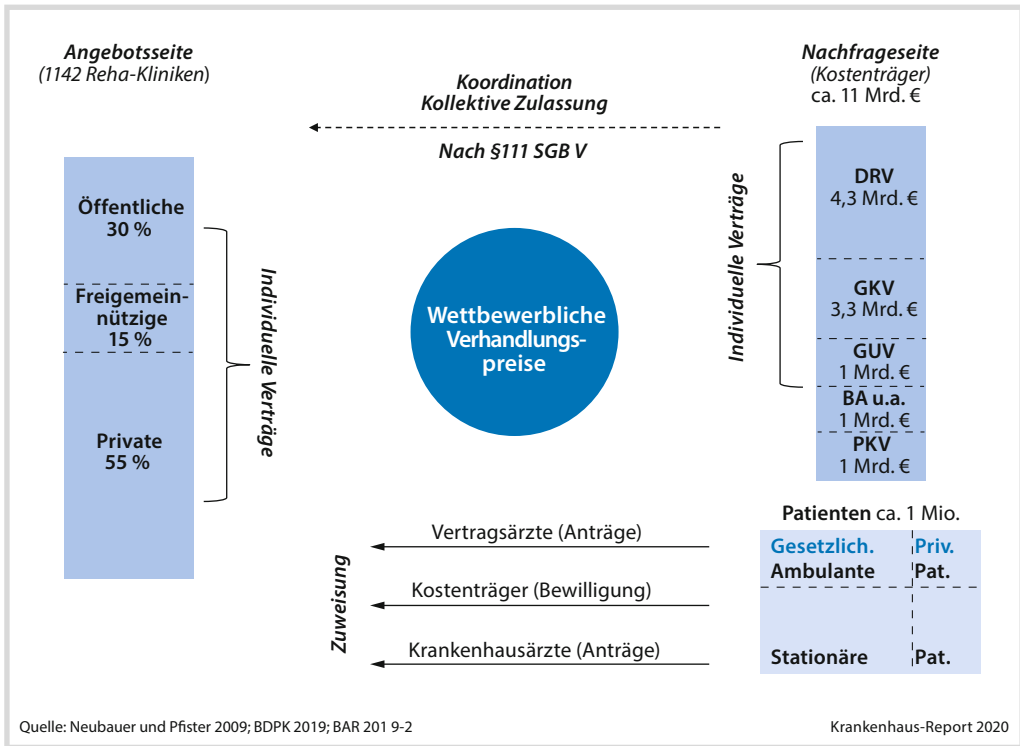 Angebotsseite
(1142 Reha-Kliniken)
Koordination
Kollektive Zulassung
Nach §111 SGB V
Nachfrageseite
(Kostenträger)
ca. 11 Mrd. €
Öffentliche
30 %
Freigemein-
nützige
15 %
Private
55 %
Individuelle Verträge
Wettbewerbliche
Verhandlungs-
preise
Individuelle Verträge
DRV
4,3 Mrd. €
GKV
3,3 Mrd. €
GUV
1 Mrd. €
BA u.a.
1 Mrd. €
PKV
1 Mrd. €
Zuweisung
Vertragsärzte (Anträge)
Kostenträger (Bewilligung)
Krankenhausärzte (Anträge)
Patienten ca. 1 Mio.
Gesetzlich. Priv.
Ambulante Pat.
Stationäre Pat.
Quelle: Neubauer und Pfister 2009; BDPK 2019; BAR 201 9-2
Krankenhaus-Report 2020